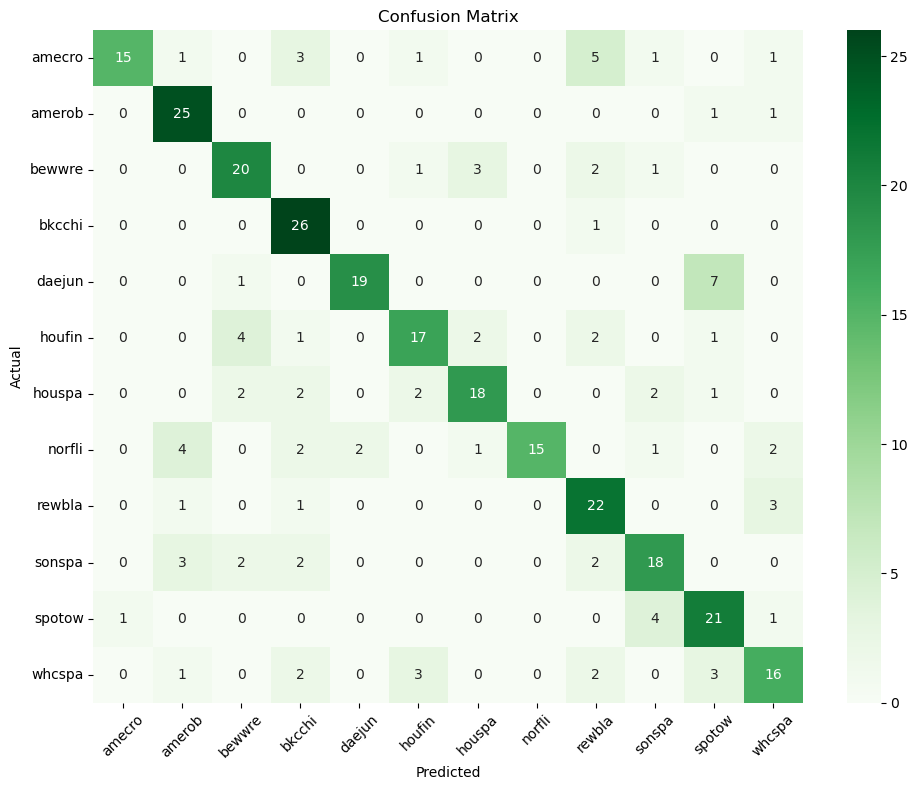 Confusion Matrix
Actual
amecro 15 1 0 3 0 1 0 0 5 1 0 1
amerob 0 25 0 0 0 0 0 0 0 0 1 1
bewwre 0 0 20 0 0 1 3 0 2 1 0 0
bkcchi 0 0 0 26 0 0 0 0 1 0 0 0
daejun 0 0 1 0 19 0 0 0 0 0 7 0
houfin 0 0 4 1 0 17 2 0 2 0 1 0
houspa 0 0 2 2 0 2 18 0 0 2 1 0
norfli 0 4 0 2 2 0 1 15 0 1 0 2
rewbla 0 1 0 1 0 0 0 0 22 0 0 3
sonspa 0 3 2 2 0 0 0 0 2 18 0 0
spotow 1 0 0 0 0 0 0 0 0 4 21 1
whcspa 0 1 0 2 0 3 0 0 2 0 3 16
amecro amerob bewwre bkcchi daejun houfin houspa norfli rewbla sonspa spotow whcspa
Predicted
25
20
15
10
5
0